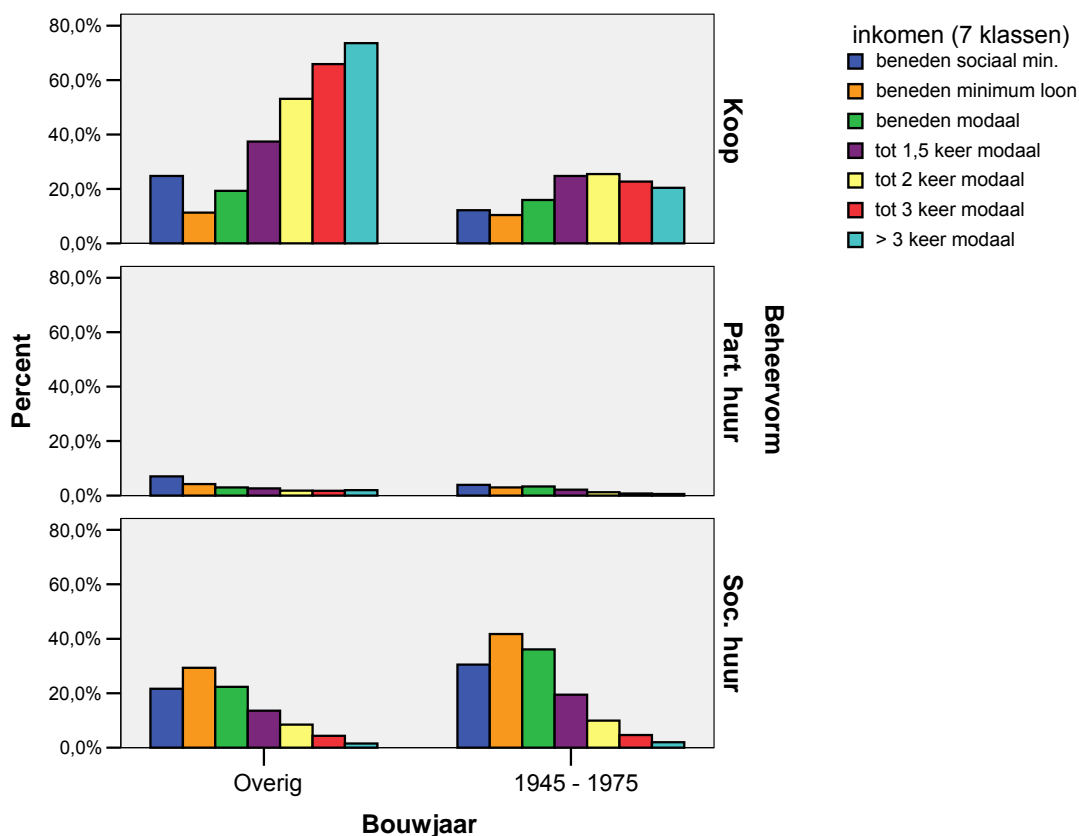 80,0%
60,0%
40,0%
20,0%
0,0%
Koop
80,0%
60,0%
40,0%
20,0%
0,0%
Part. huur
80,0%
60,0%
40,0%
20,0%
0,0%
Soc. huur
Percent
Beheervorm
Overig
1945 - 1975
Bouwjaar
inkomen (7 klassen)
beneden sociaal min.
beneden minimum loon
beneden modaal
tot 1,5 keer modaal
tot 2 keer modaal
tot 3 keer modaal
> 3 keer modaal